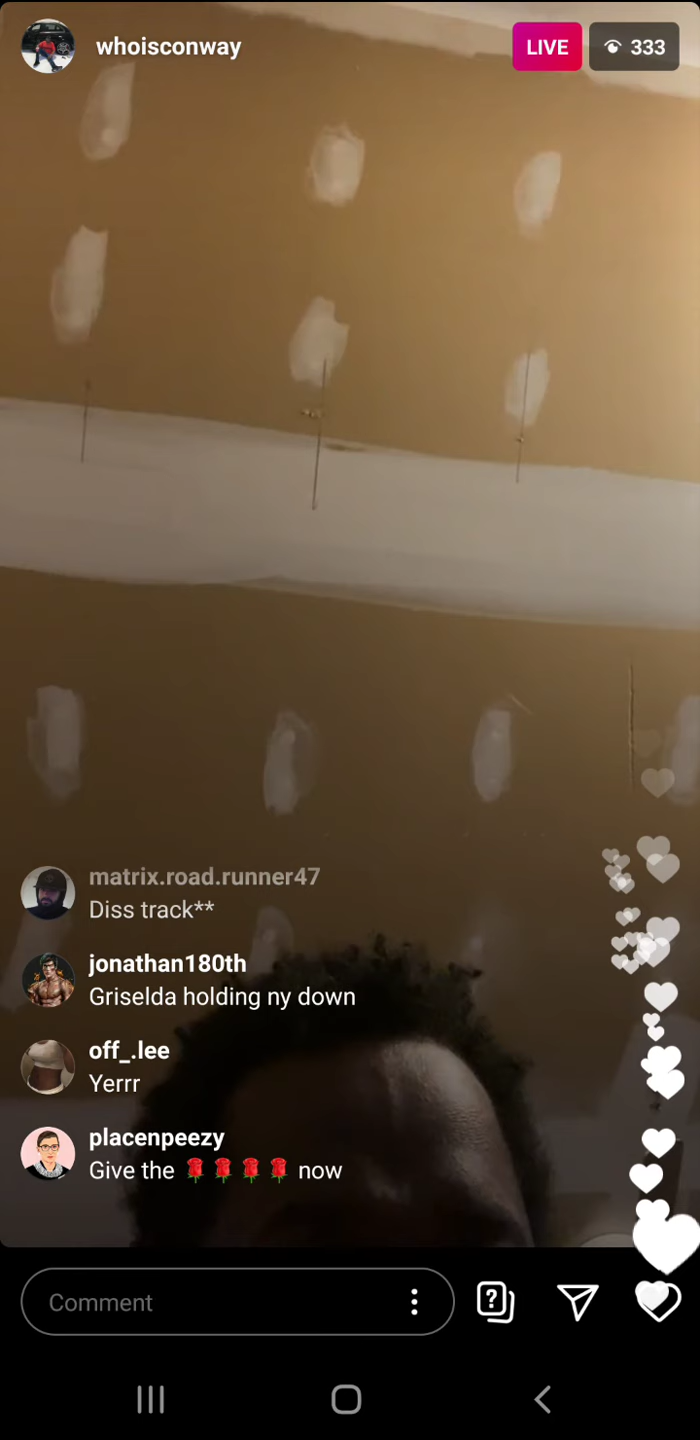 whoisconway
LIVE
333
matrix.road.runner47
Diss track**
jonathan180th
Griselda holding ny down
off_.lee
Yerrr
placenpeezy
Give the 🌹🌹🌹🌹 now
Comment